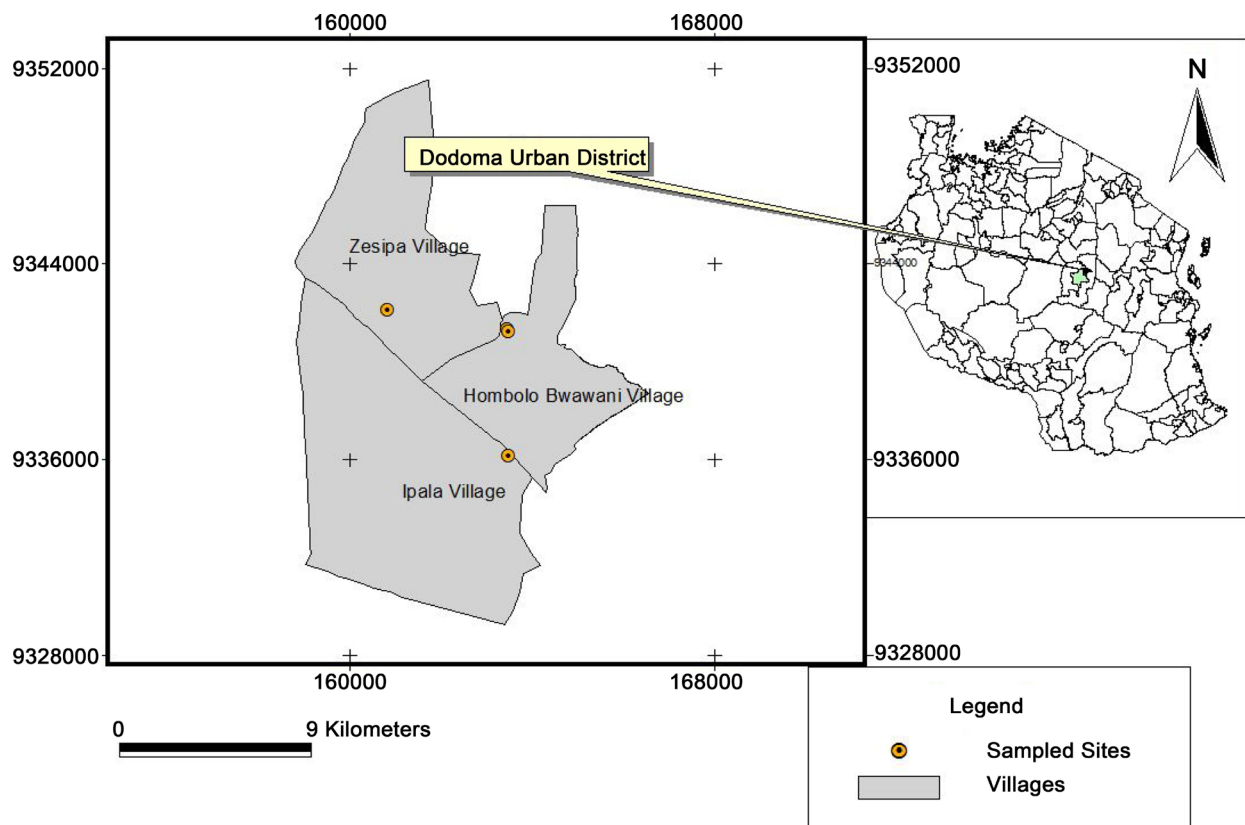 160000 168000
9352000 9352000
N
Dodoma Urban District
Zesipa Village
9344000 9344000
Hombolo Bwawani Village
9336000 9336000
Ipala Village
9328000 9328000
160000 168000
0 9 Kilometers
Legend
Sampled Sites
Villages